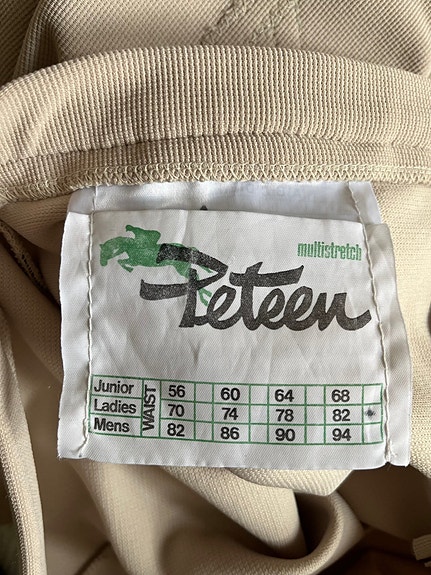 multistretch
Peteen
WAIST
Junior 56 60 64 68
Ladies 70 74 78 82
Mens 82 86 90 94